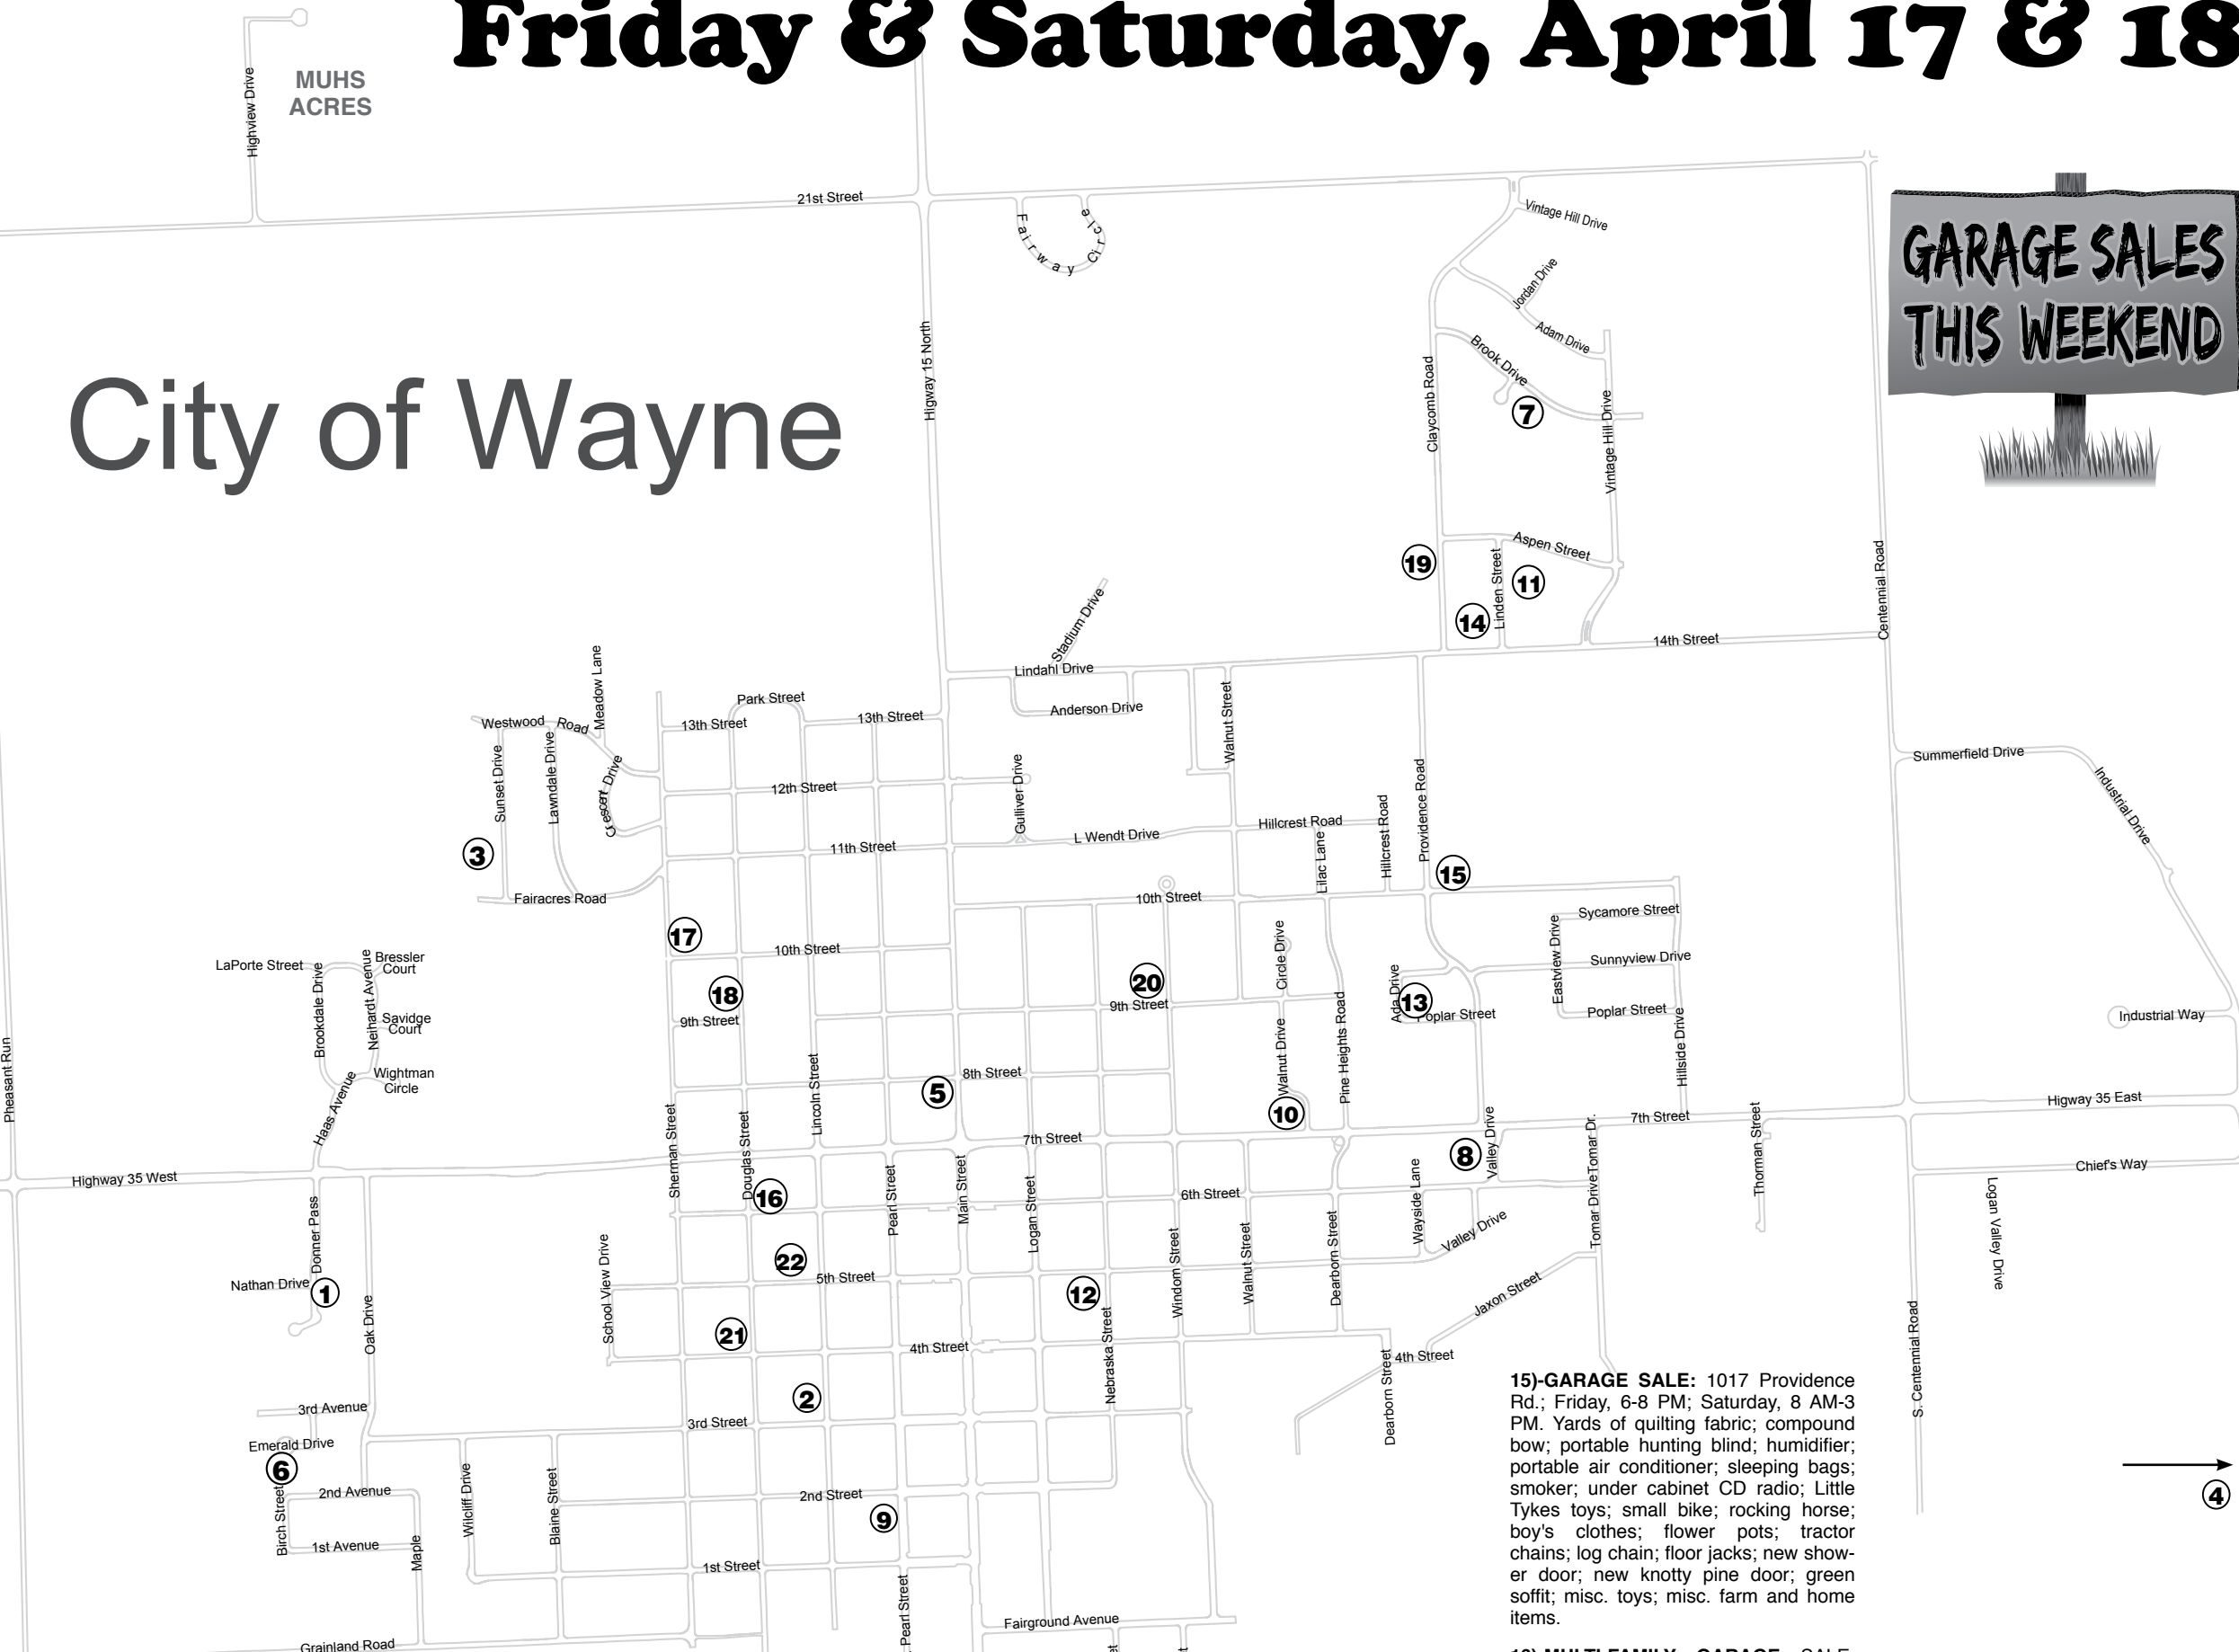 Friday & Saturday, April 17 & 18
MUHS
ACRES
Highview Drive
21st Street
Fairway Circle
Vintage Hill Drive
GARAGE SALES
THIS WEEKEND
Jordan Drive
Adam Drive
Brook Drive
City of Wayne
Higway 15 North
Claycomb Road
7
Vintage Hill Drive
Aspen Street
19
11
Linden Street
14
Centennial Road
14th Street
Stadium Drive
Lindahl Drive
Meadow Lane
Park Street
Anderson Drive
Westwood Road
13th Street
13th Street
Walnut Street
Summerfield Drive
Industrial Drive
Sunset Drive
Lawndale Drive
Crescent Drive
12th Street
Gulliver Drive
Providence Road
Hillcrest Road
Hillcrest Road
L Wendt Drive
11th Street
3
Lilac Lane
15
Fairacres Road
10th Street
Sycamore Street
17
10th Street
Circle Drive
Eastview Drive
Sunnyview Drive
LaPorte Street
Bressler
Court
Brookdale Drive
Neihardt Avenue
18
20
Ada Drive
13
9th Street
9th Street
Poplar Street
Poplar Street
Savidge
Court
Industrial Way
Pheasant Run
Wightman
Circle
Haas Avenue
8th Street
5
Lincoln Street
Walnut Drive
Pine Heights Road
Hillside Drive
10
Higway 35 East
7th Street
7th Street
Sherman Street
Douglas Street
8
Valley Drive
Tomar Dr.
Thorman Street
Chief's Way
Highway 35 West
16
Pearl Street
Main Street
Logan Street
6th Street
Wayside Lane
Tomar Drive
Logan Valley Drive
Donner Pass
School View Drive
22
5th Street
Windom Street
Walnut Street
Dearborn Street
Valley Drive
Nathan Drive
1
12
Jaxon Street
Oak Drive
21
4th Street
Nebraska Street
4th Street
Dearborn Street
S. Centennial Road
2
3rd Avenue
3rd Street
Emerald Drive
6
2nd Avenue
2nd Street
Birch Street
Wilcliff Drive
Blaine Street
9
1st Avenue
Maple
1st Street
Pearl Street
Fairground Avenue
Grainland Road
4
15)-GARAGE SALE: 1017 Providence
Rd.; Friday, 6-8 PM; Saturday, 8 AM-3
PM. Yards of quilting fabric; compound
bow; portable hunting blind; humidifier;
portable air conditioner; sleeping bags;
smoker; under cabinet CD radio; Little
Tykes toys; small bike; rocking horse;
boy's clothes; flower pots; tractor
chains; log chain; floor jacks; new show-
er door; new knotty pine door; green
soffit; misc. toys; misc. farm and home
items.